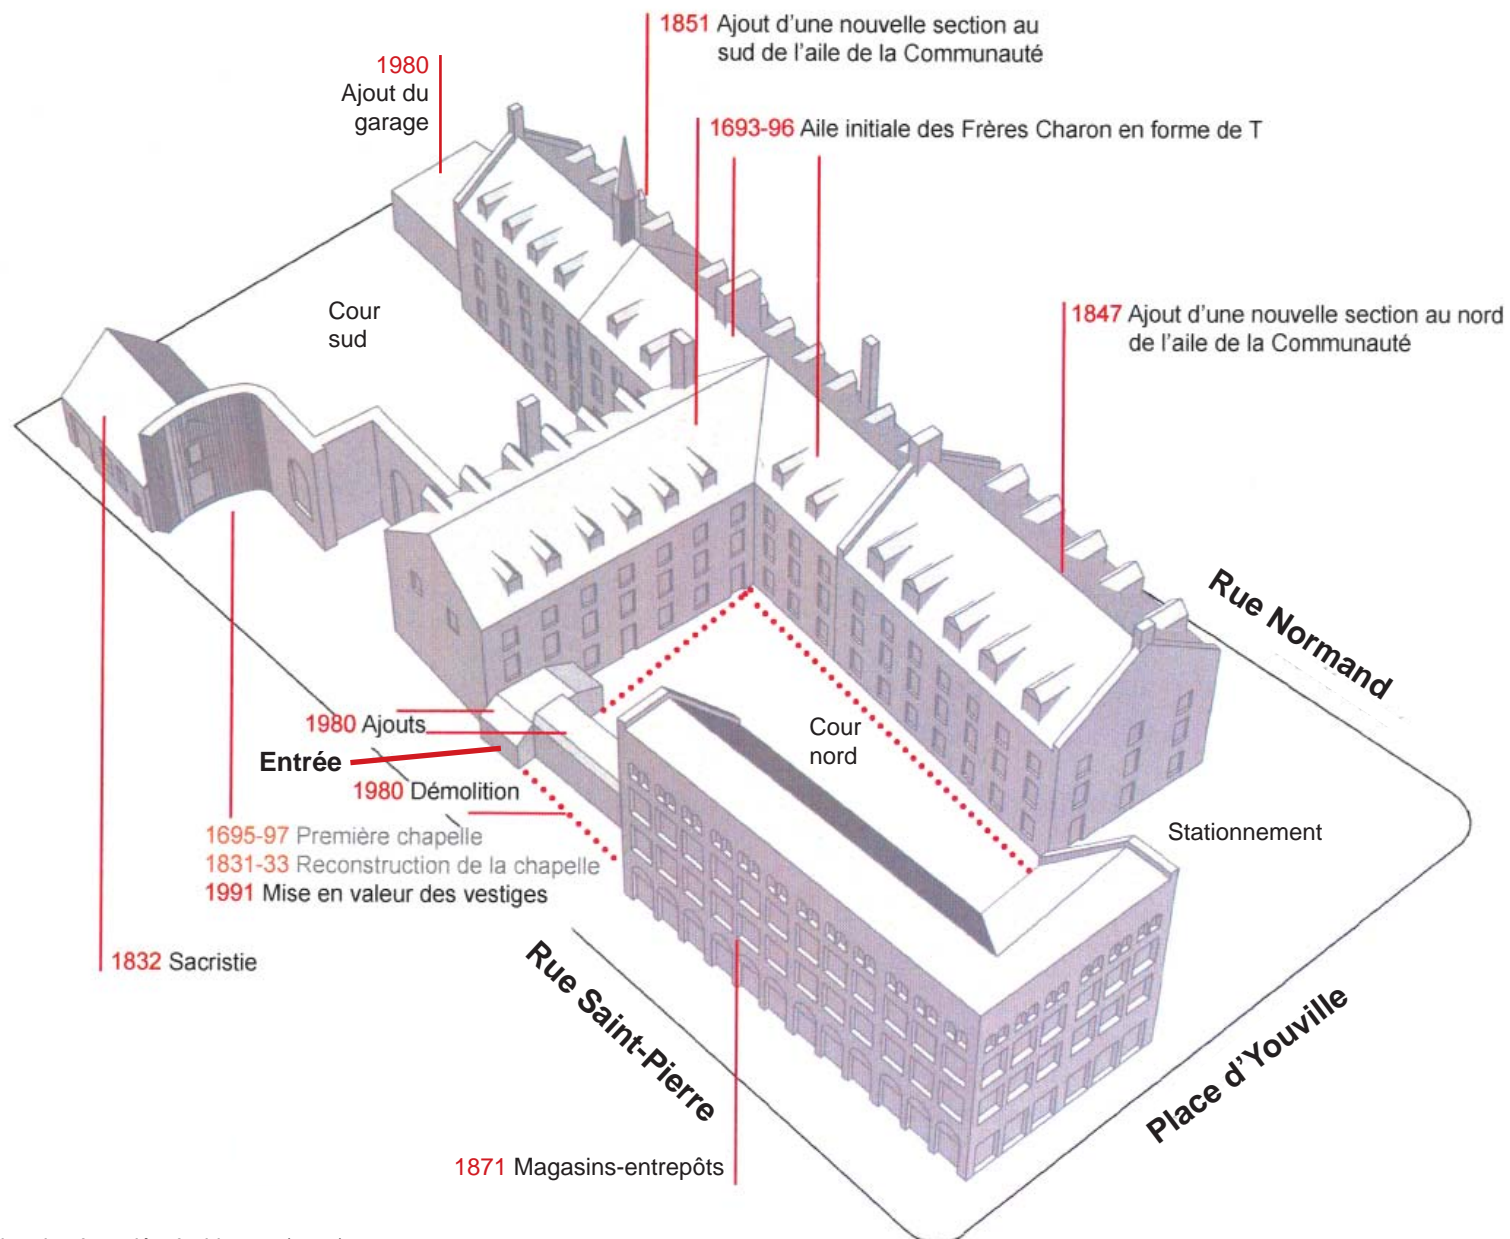 1851 Ajout d'une nouvelle section au
sud de l'aile de la Communauté
1980
Ajout du
garage
1693-96 Aile initiale des Frères Charon en forme de T
Cour
sud
1847 Ajout d'une nouvelle section au nord
de l'aile de la Communauté
Rue Normand
1980 Ajouts
Entrée
Cour
nord
1980 Démolition
Stationnement
1695-97 Première chapelle
1831-33 Reconstruction de la chapelle
1991 Mise en valeur des vestiges
1832 Sacristie
Rue Saint-Pierre
Place d'Youville
1871 Magasins-entrepôts